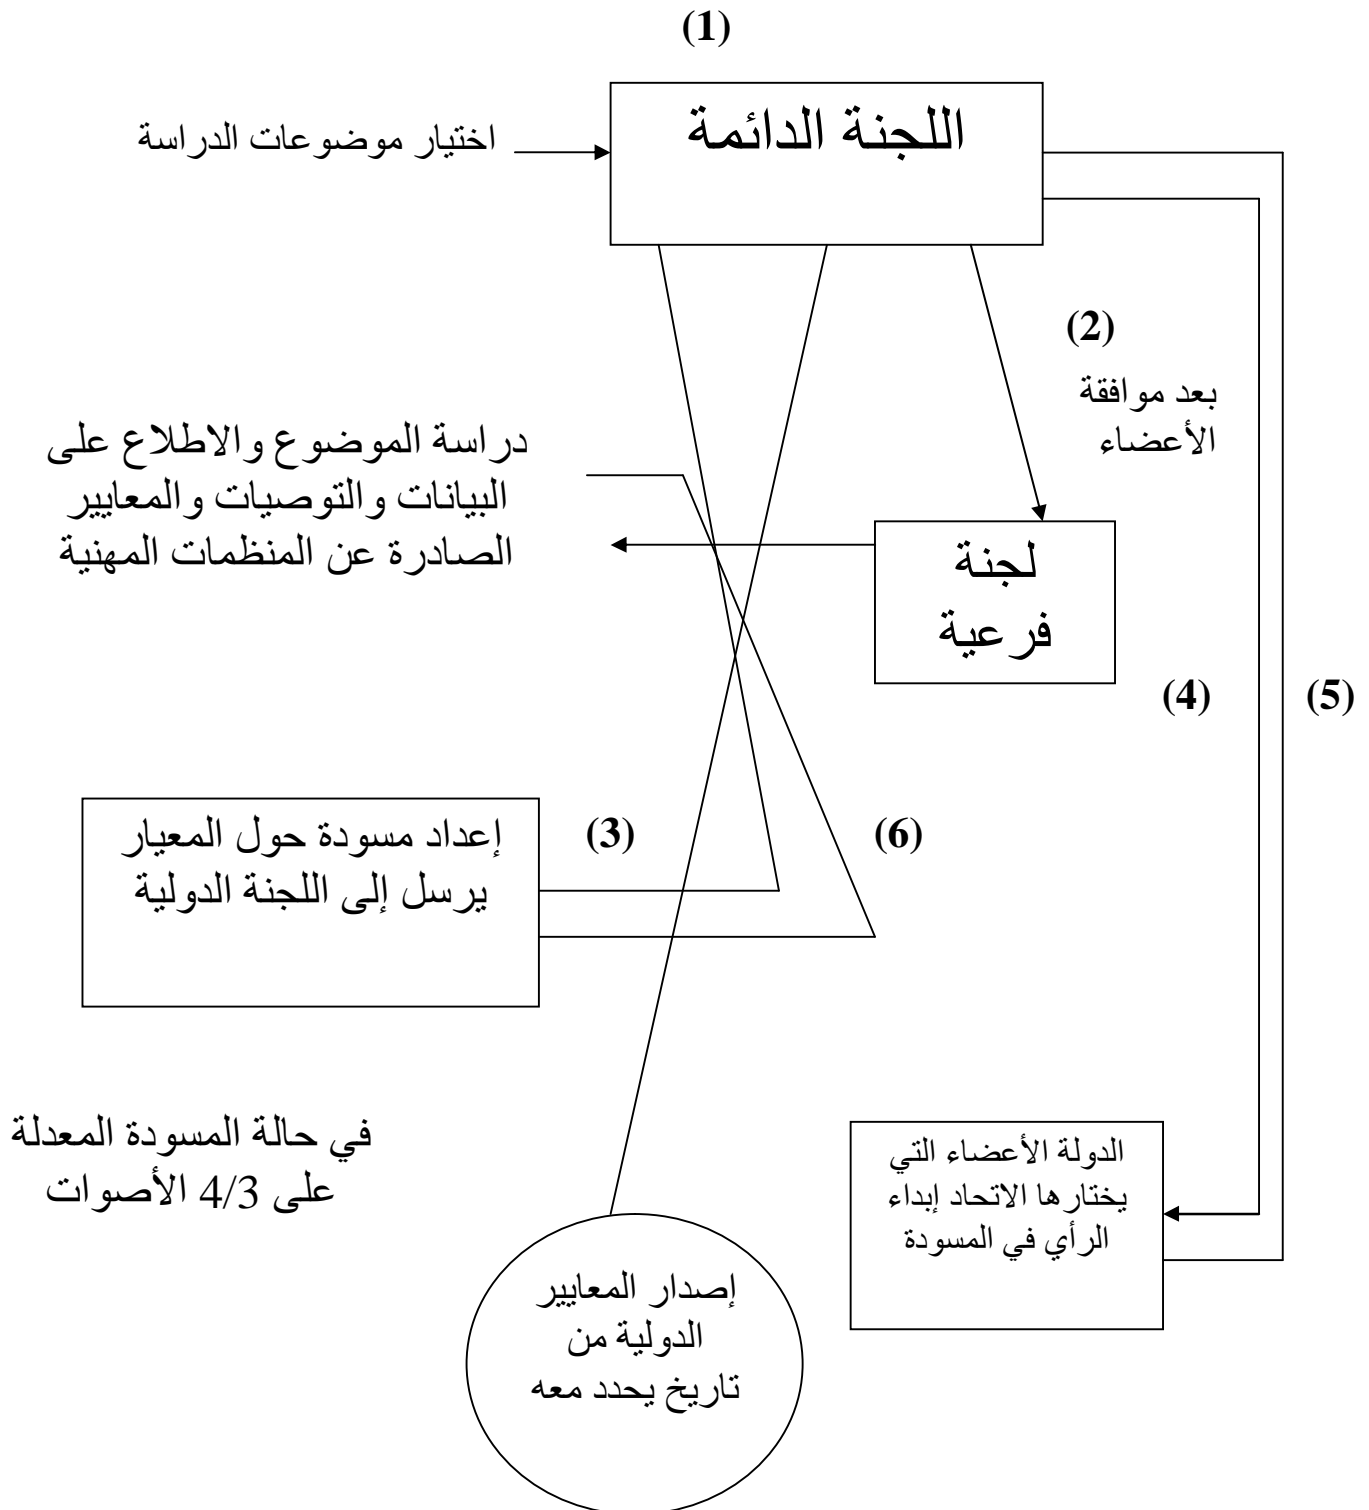 (1)
اللجنة الدائمة
اختيار موضوعات الدراسة
(2)
بعد موافقة
الأعضاء
دراسة الموضوع والاطلاع على
البيانات والتوصيات والمعايير
الصادرة عن المنظمات المهنية
لجنة
فرعية
(4)
(5)
إعداد مسودة حول المعيار
يرسل إلى اللجنة الدولية
(3)
(6)
في حالة المسودة المعدلة
على 4/3 الأصوات
الدولة الأعضاء التي
يختارها الاتحاد إبداء
الرأي في المسودة
إصدار المعايير
الدولية من
تاريخ يحدد معه